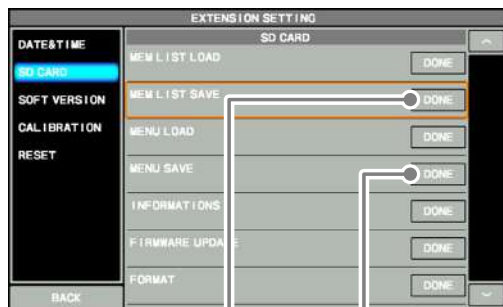 EXTENSION SETTING
DATE&TIME
SD CARD
SOFT VERSION
CALIBRATION
RESET
BACK
SD CARD
MEM LIST LOAD DONE
MEM LIST SAVE DONE
MENU LOAD DONE
MENU SAVE DONE
INFORMATIONS DONE
FIRMWARE UPDATE DONE
FORMAT DONE